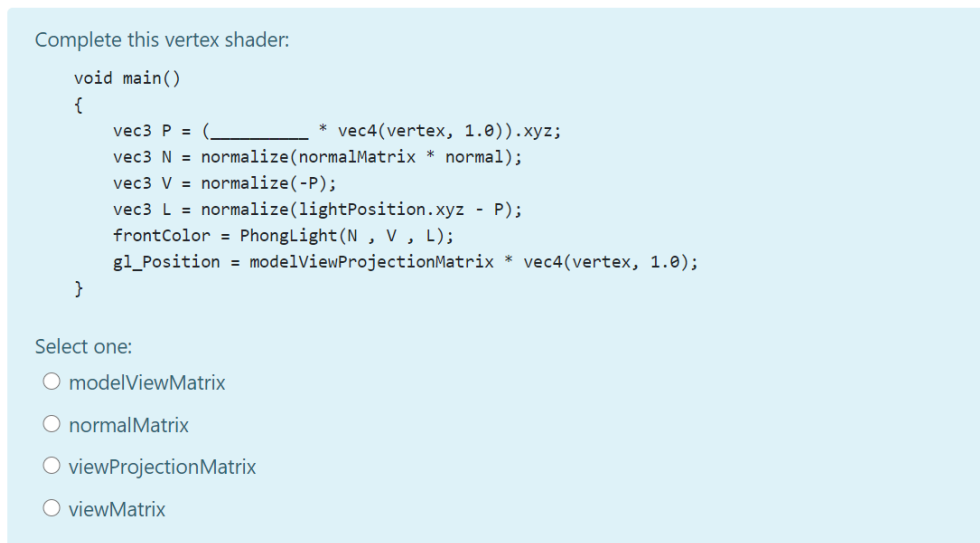 Complete this vertex shader:
void main()
{
vec3 P = (__________ * vec4(vertex, 1.0)).xyz;
vec3 N = normalize(normalMatrix * normal);
vec3 V = normalize(-P);
vec3 L = normalize(lightPosition.xyz - P);
frontColor = PhongLight(N , V , L);
gl_Position = modelViewProjectionMatrix * vec4(vertex, 1.0);
}
Select one:
modelViewMatrix
normalMatrix
viewProjectionMatrix
viewMatrix